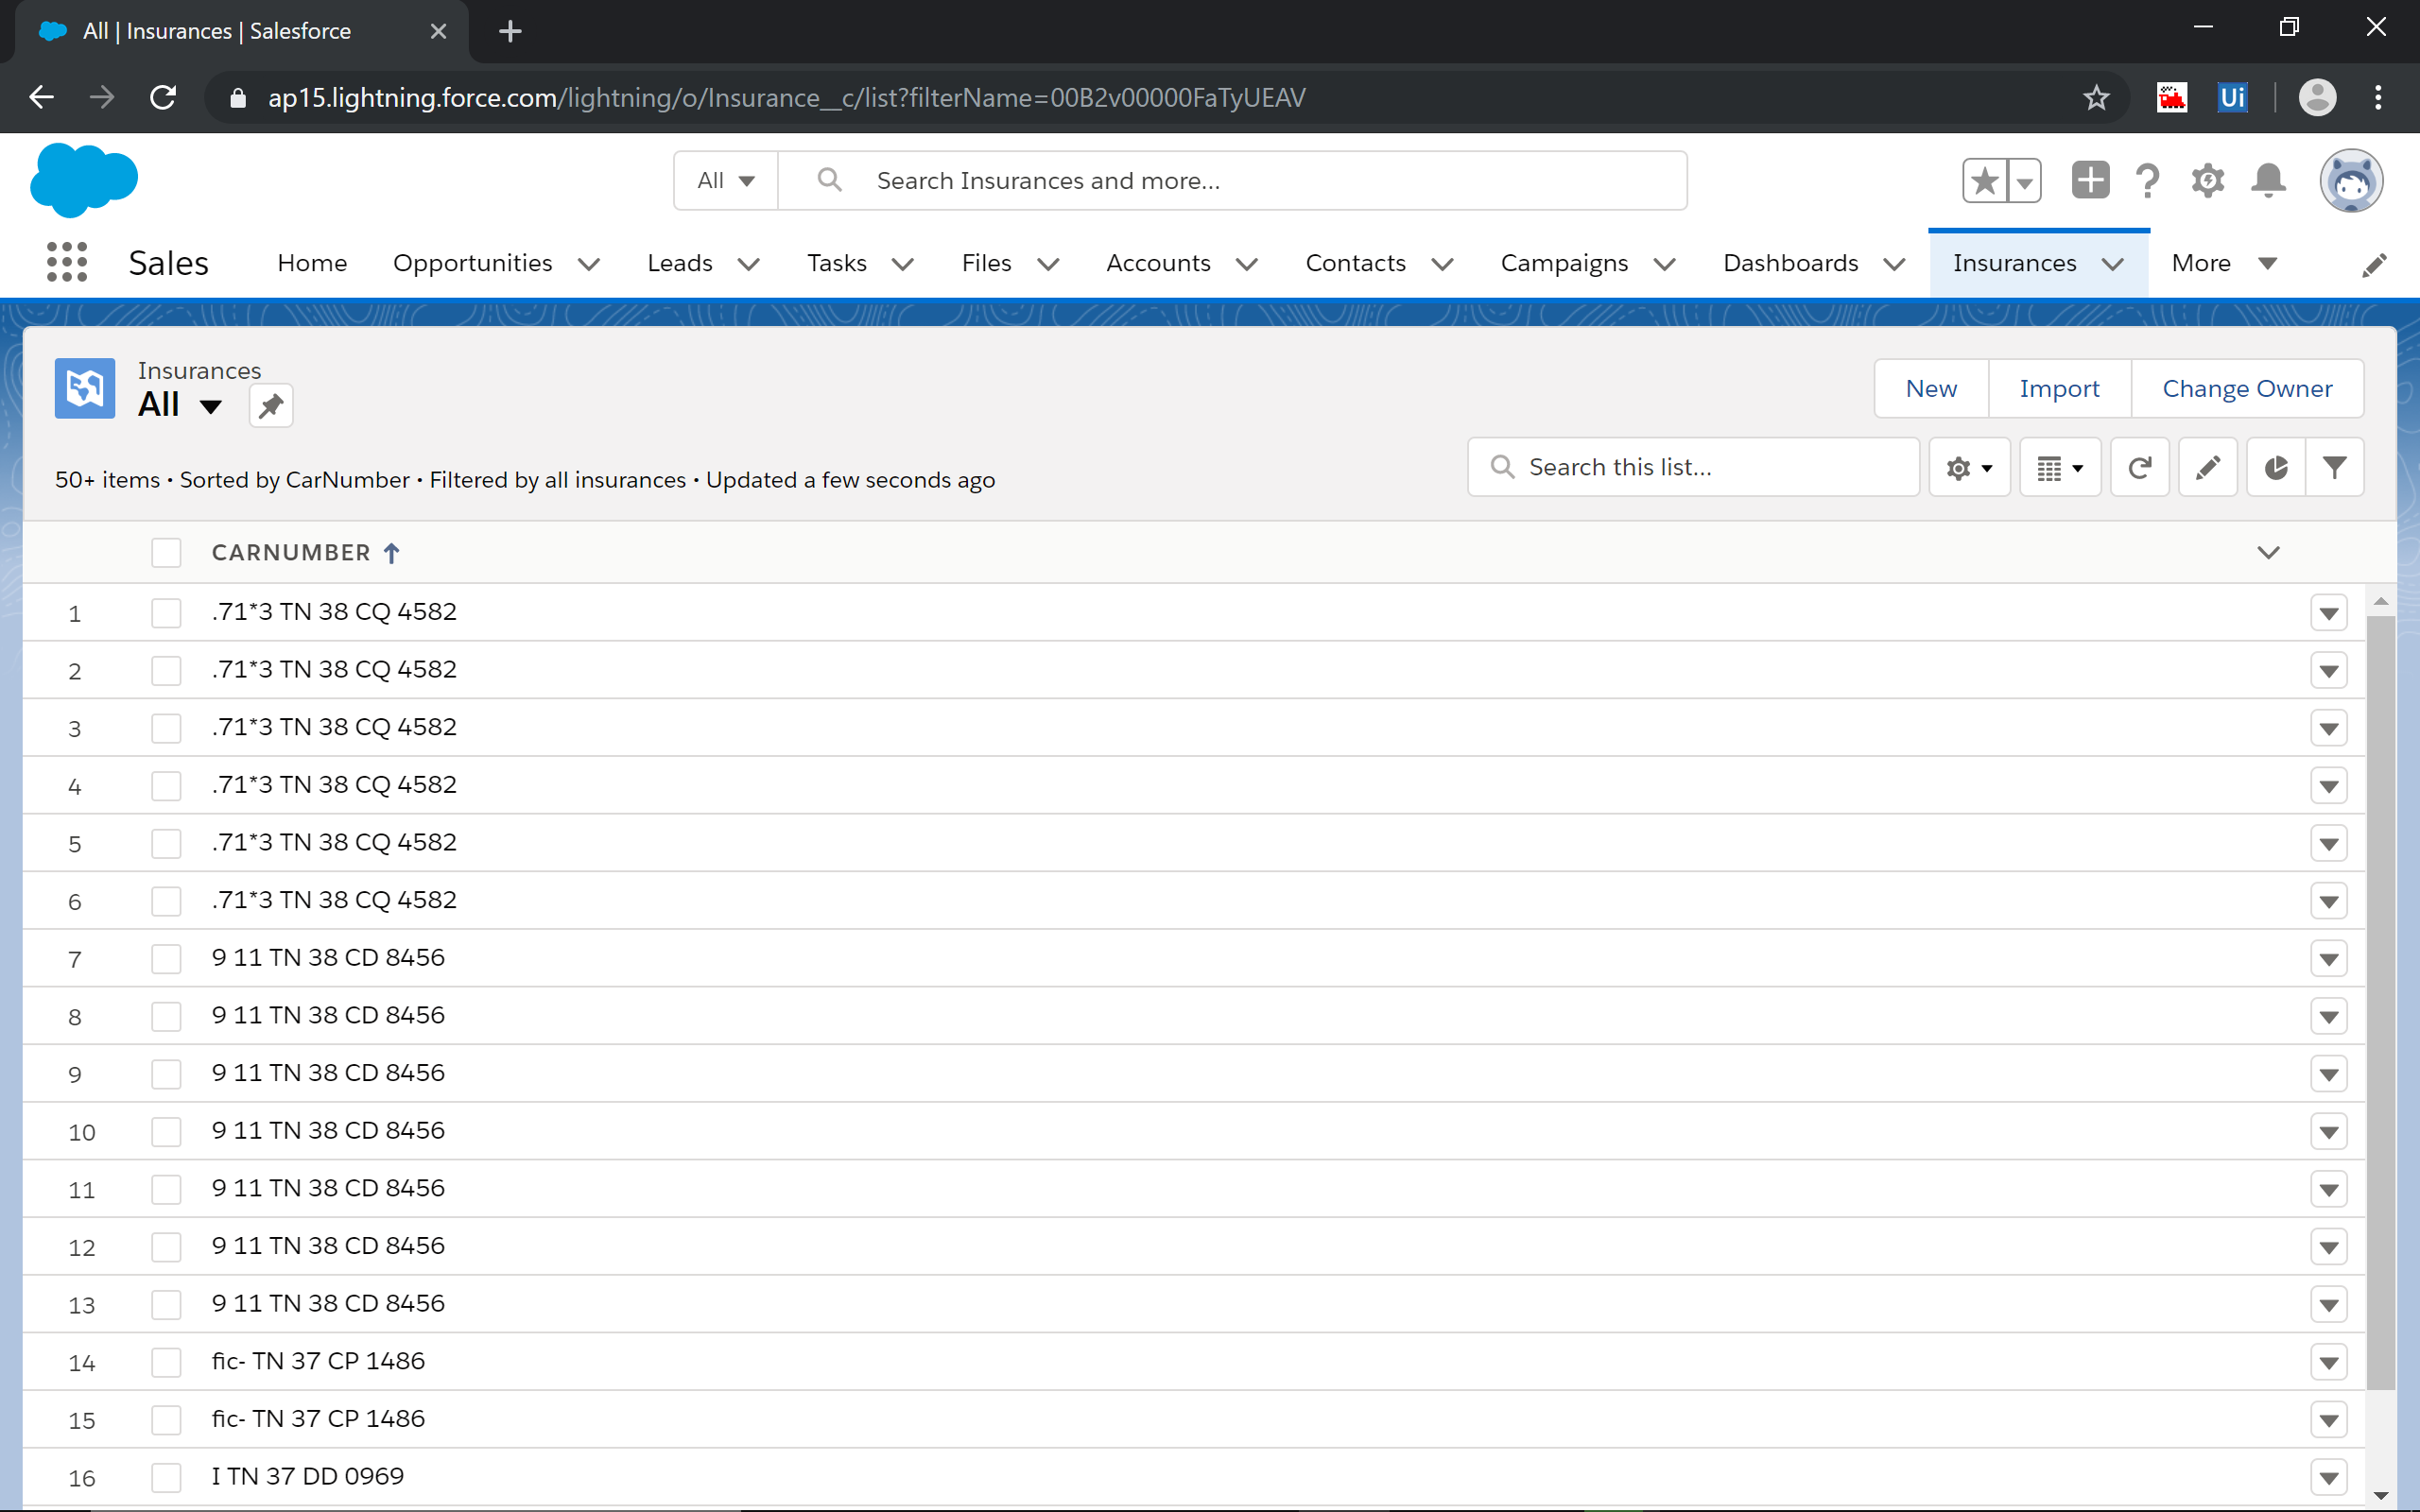 All | Insurances | Salesforce
ap15.lightning.force.com/lightning/o/Insurance__c/list?filterName=00B2v00000FaTyUEAV
Ui
All
Search Insurances and more...
Sales
Home
Opportunities
Leads
Tasks
Files
Accounts
Contacts
Campaigns
Dashboards
Insurances
More
Insurances
All
New
Import
Change Owner
50+ items • Sorted by CarNumber • Filtered by all insurances • Updated a few seconds ago
Search this list...
CARNUMBER
1 .71*3 TN 38 CQ 4582
2 .71*3 TN 38 CQ 4582
3 .71*3 TN 38 CQ 4582
4 .71*3 TN 38 CQ 4582
5 .71*3 TN 38 CQ 4582
6 .71*3 TN 38 CQ 4582
7 9 11 TN 38 CD 8456
8 9 11 TN 38 CD 8456
9 9 11 TN 38 CD 8456
10 9 11 TN 38 CD 8456
11 9 11 TN 38 CD 8456
12 9 11 TN 38 CD 8456
13 9 11 TN 38 CD 8456
14 fic- TN 37 CP 1486
15 fic- TN 37 CP 1486
16 I TN 37 DD 0969